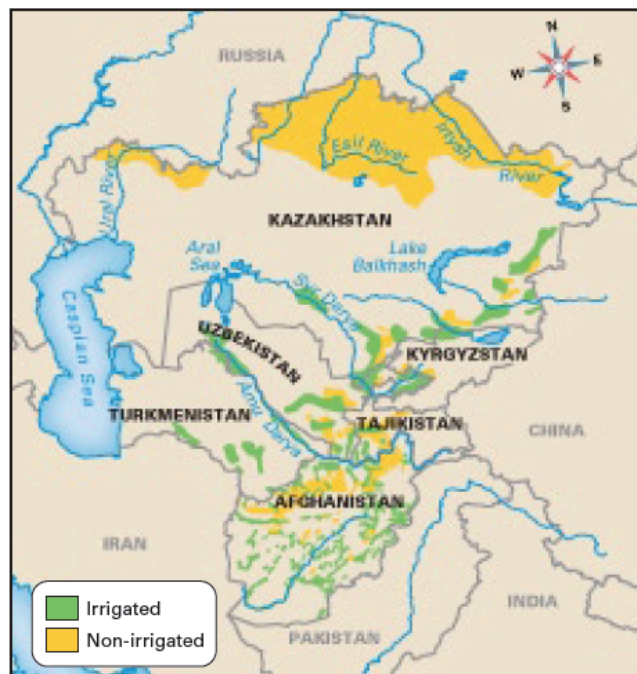 N
W
E
S
RUSSIA
Ural River
Esil River
Irtysh
River
KAZAKHSTAN
Aral
Sea
Lake
Balkhash
Syr Darya
Caspian Sea
UZBEKISTAN
KYRGYZSTAN
TURKMENISTAN
Amu Darya
TAJIKISTAN
CHINA
AFGHANISTAN
IRAN
INDIA
PAKISTAN
Irrigated
Non-irrigated